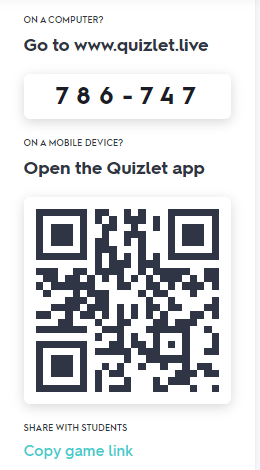 ON A COMPUTER?
Go to www.quizlet.live
786-747
ON A MOBILE DEVICE?
Open the Quizlet app
SHARE WITH STUDENTS
Copy game link